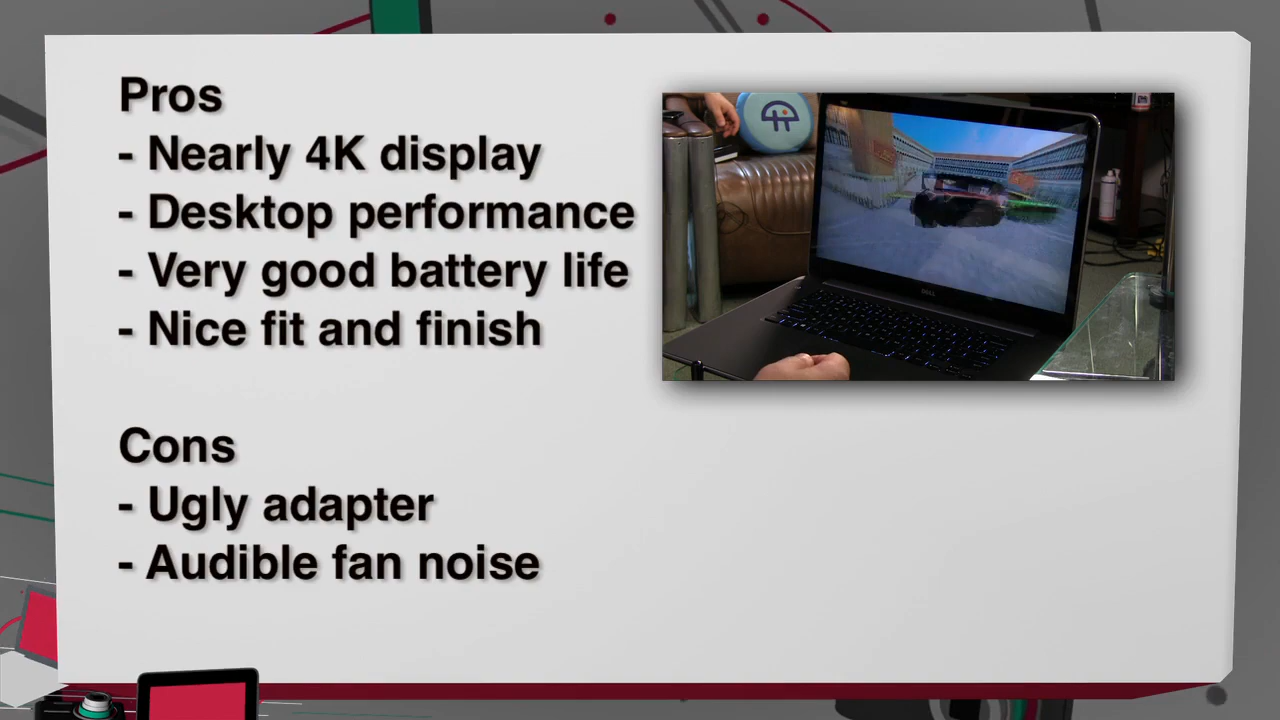 Pros
- Nearly 4K display
- Desktop performance
- Very good battery life
- Nice fit and finish
Cons
- Ugly adapter
- Audible fan noise
DELL